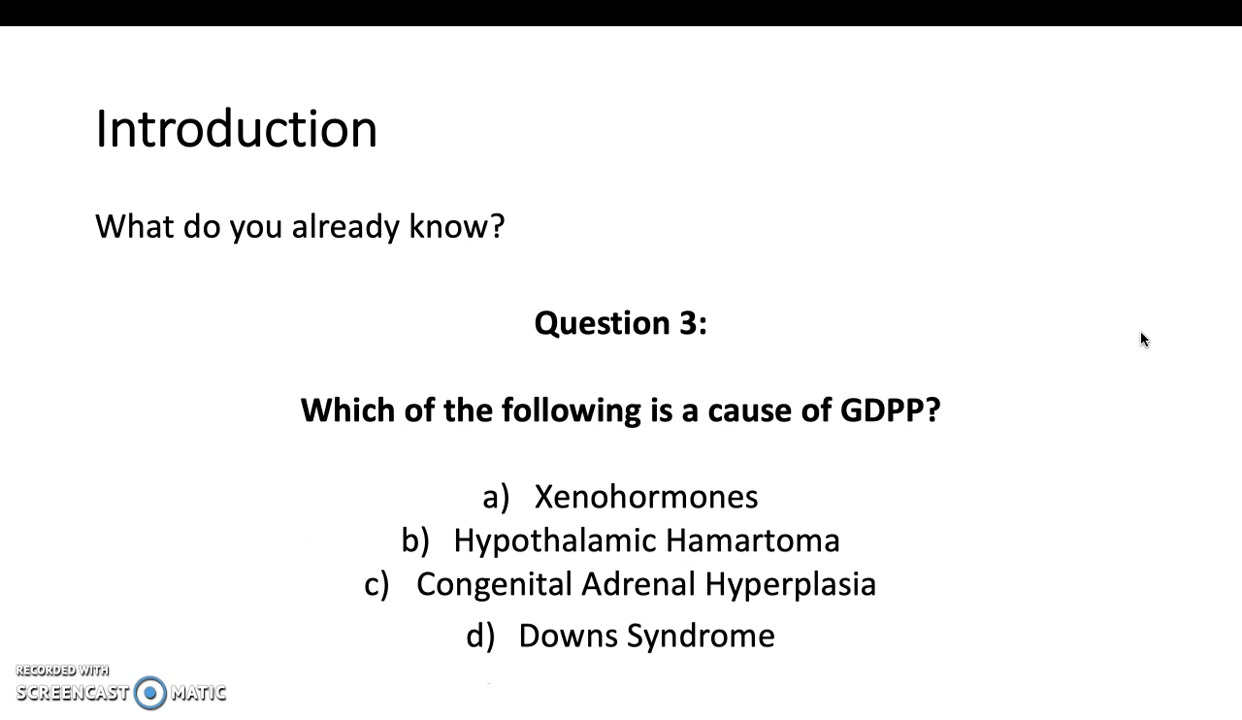 Introduction
What do you already know?
Question 3:
Which of the following is a cause of GDPP?
a) Xenohormones
b) Hypothalamic Hamartoma
c) Congenital Adrenal Hyperplasia
d) Downs Syndrome
RECORDED WITH
SCREENCAST MATIC